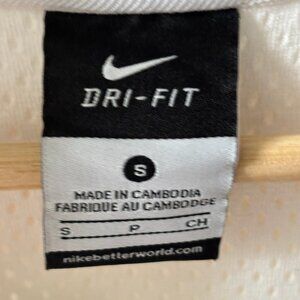 DRI-FIT
S
MADE IN CAMBODIA
FABRIQUE AU CAMBODGE
S P CH
nikebetterworld.com